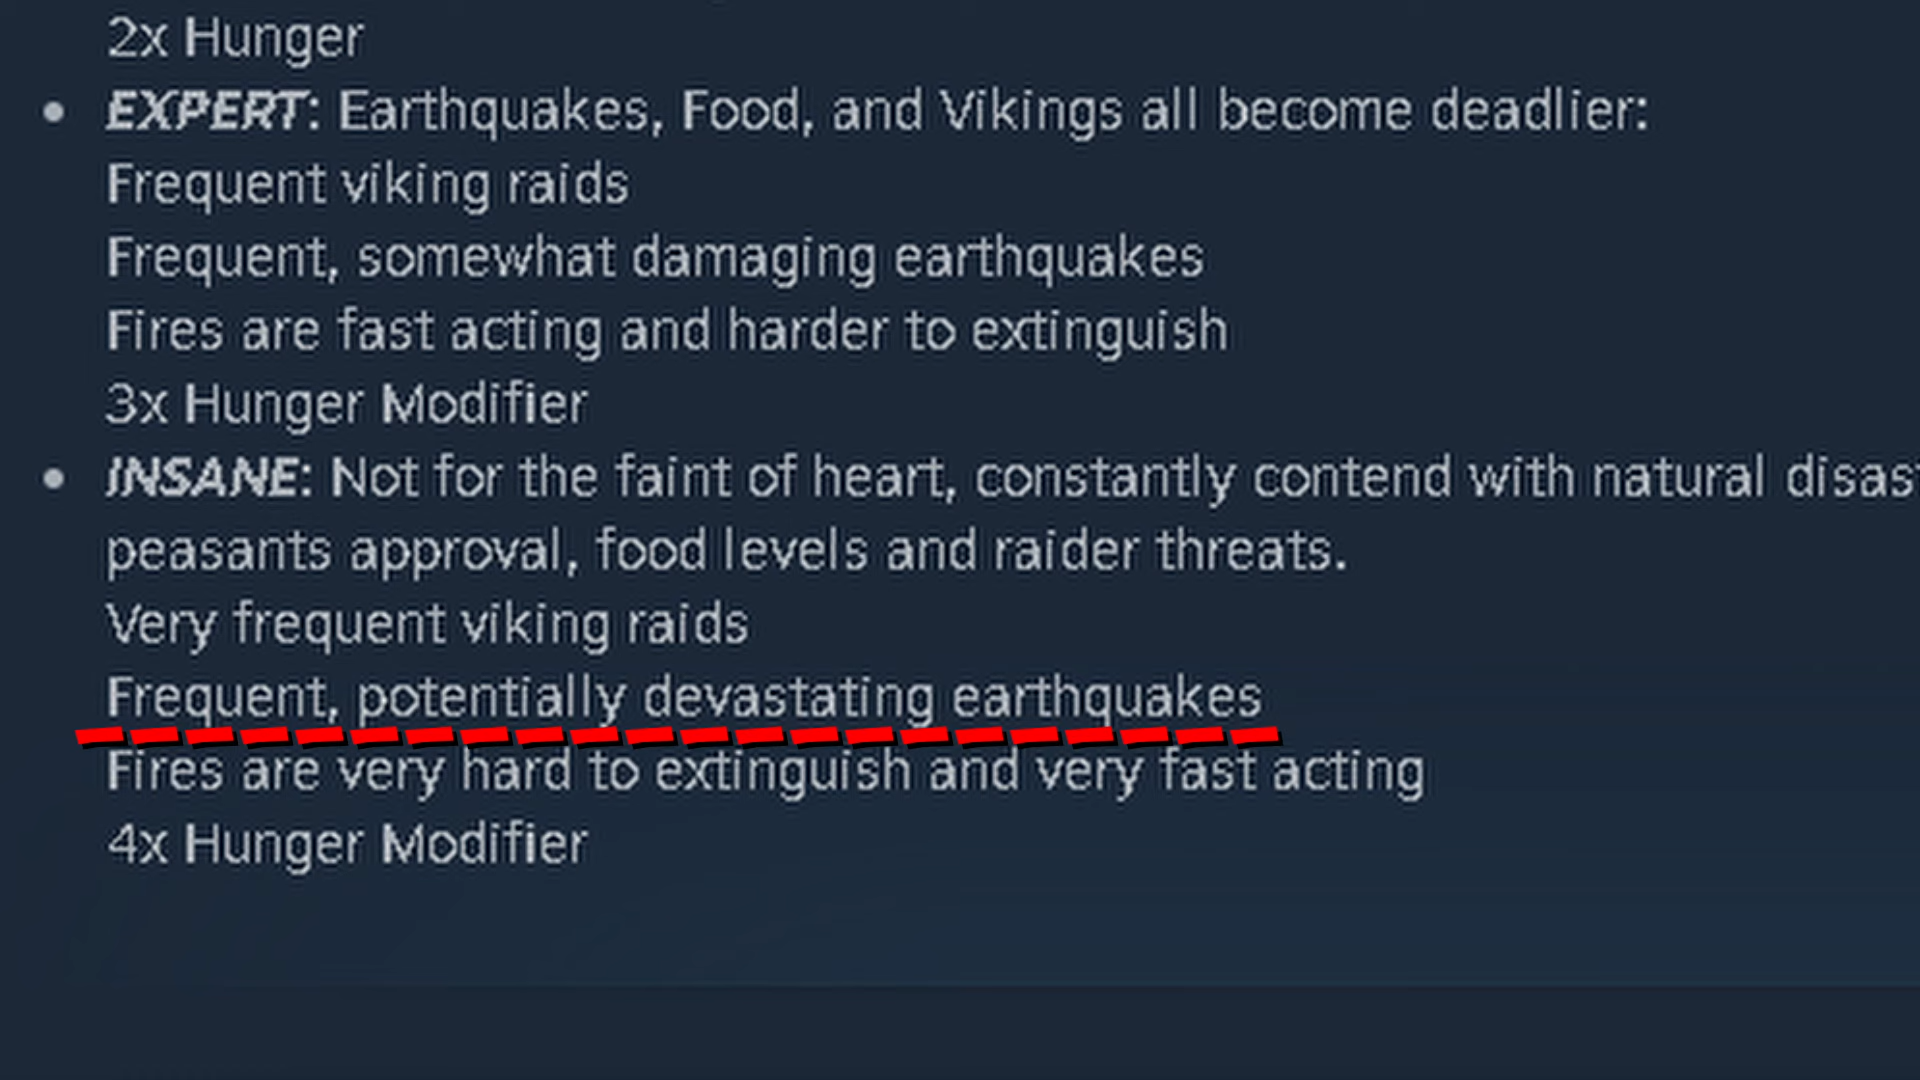 2x Hunger
• EXPERT: Earthquakes, Food, and Vikings all become deadlier:
Frequent viking raids
Frequent, somewhat damaging earthquakes
Fires are fast acting and harder to extinguish
3x Hunger Modifier
• INSANE: Not for the faint of heart, constantly contend with natural
peasants approval, food levels and raider threats.
Very frequent viking raids
Frequent, potentially devastating earthquakes
Fires are very hard to extinguish and very fast acting
4x Hunger Modifier